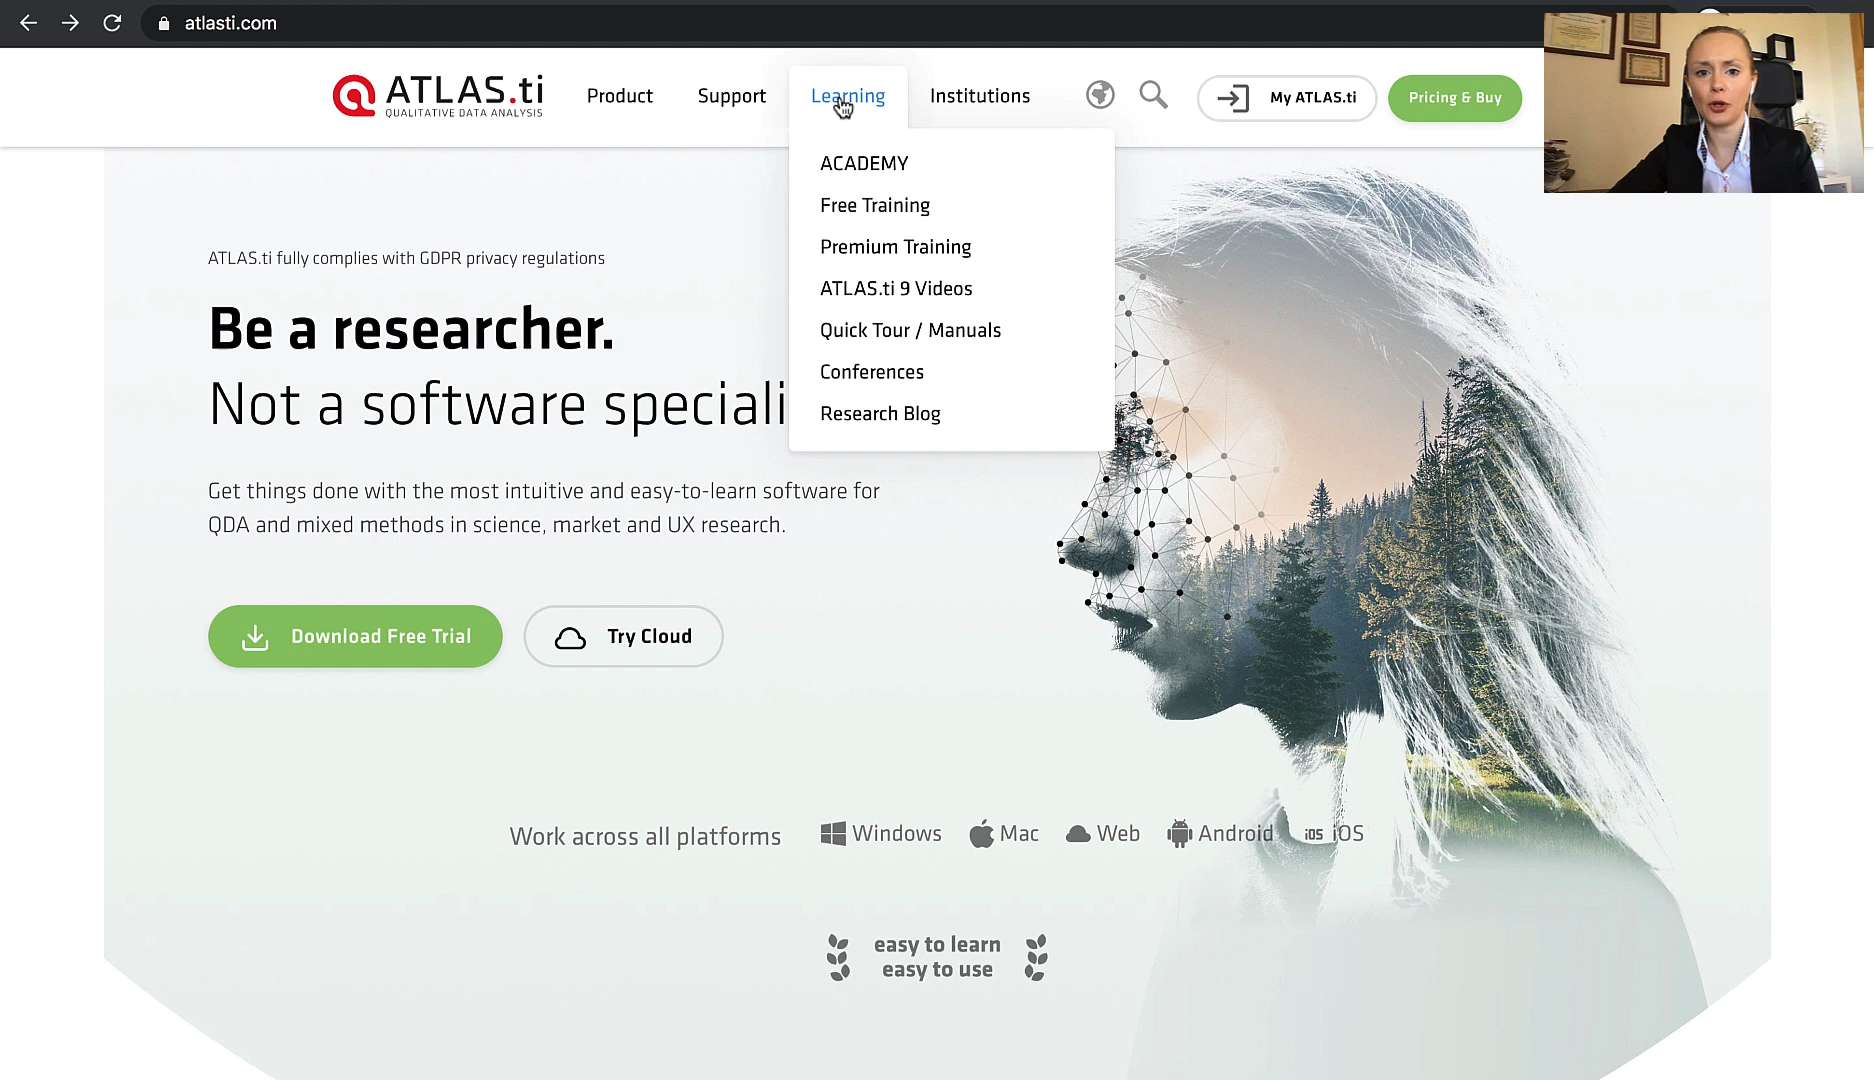 atlasti.com
ATLAS.ti
QUALITATIVE DATA ANALYSIS
Product
Support
Learning
Institutions
My ATLAS.ti
Pricing & Buy
ACADEMY
Free Training
Premium Training
ATLAS.ti 9 Videos
Quick Tour / Manuals
Conferences
Research Blog
ATLAS.ti fully complies with GDPR privacy regulations
Be a researcher.
Not a software speciali
Get things done with the most intuitive and easy-to-learn software for
QDA and mixed methods in science, market and UX research.
Download Free Trial
Try Cloud
Work across all platforms
Windows
Mac
Web
Android
iOS iOS
easy to learn
easy to use